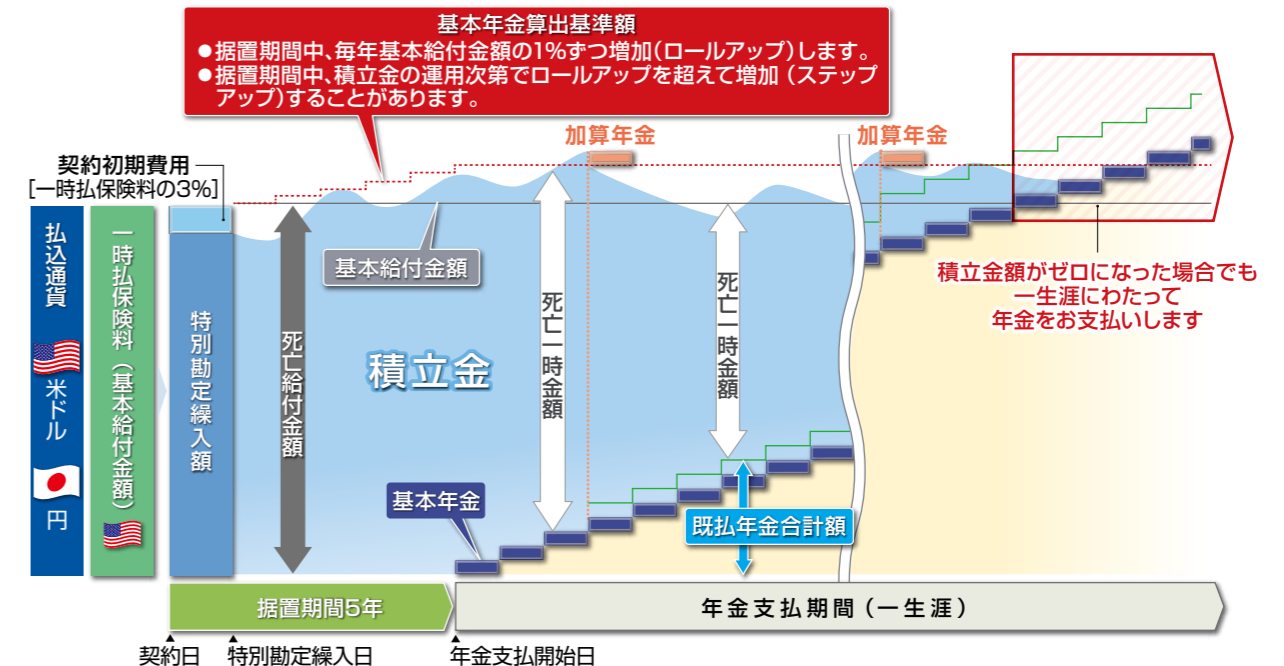 基本年金算出基準額
●据置期間中、毎年基本給付金額の1%ずつ増加(ロールアップ)します。
●据置期間中、積立金の運用次第でロールアップを超えて増加(ステップ
アップ)することがあります。
加算年金
加算年金
契約初期費用
[一時払保険料の3%]
払込通貨
米ドル
円
一時払保険料(基本給付金額)
特別勘定繰入額
死亡給付金額
基本給付金額
積立金
死亡一時金額
死亡一時金額
基本年金
既払年金合計額
積立金額がゼロになった場合でも
一生涯にわたって
年金をお支払いします
据置期間5年
年金支払期間(一生涯)
契約日
特別勘定繰入日
年金支払開始日